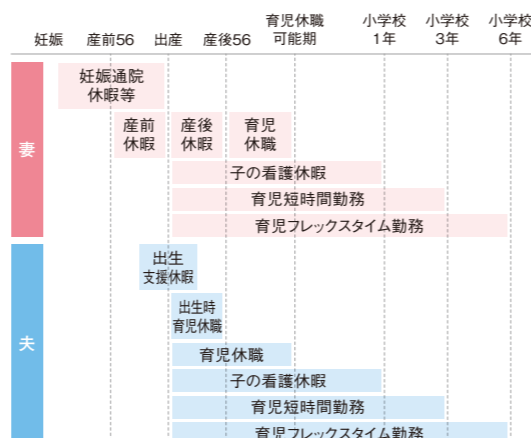 妊娠 産前56 出産 産後56 育児休職 小学校 小学校 小学校
可能期 1年 3年 6年
妻
妊娠通院
休暇等
産前 産後 育児
休暇 休暇 休職
子の看護休暇
育児短時間勤務
育児フレックスタイム勤務
夫
出生
支援休暇
出生時
育児休職
育児休職
子の看護休暇
育児短時間勤務
育児フレックスタイム勤務